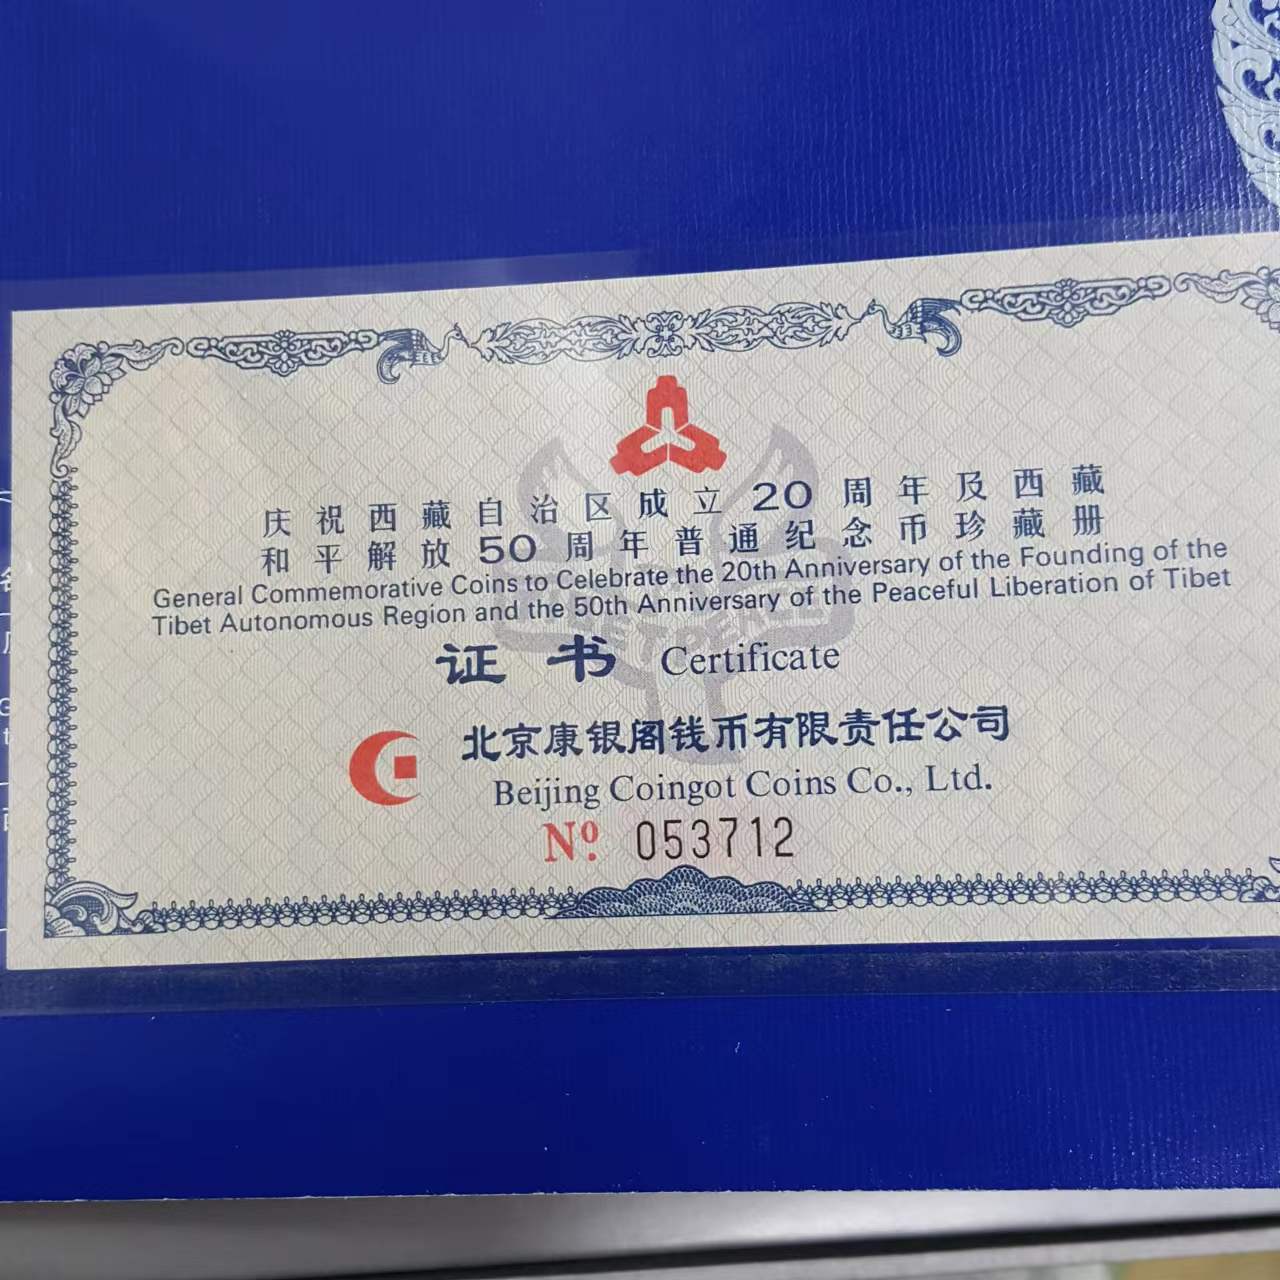 庆祝西藏自治区成立20周年及西藏
和平解放50周年普通纪念币珍藏册
General Commemorative Coins to Celebrate the 20th Anniversary of the Founding of the
Tibet Autonomous Region and the 50th Anniversary of the Peaceful Liberation of Tibet
证书 Certificate
北京康银阁钱币有限责任公司
Beijing Coingot Coins Co., Ltd.
Nº. 053712